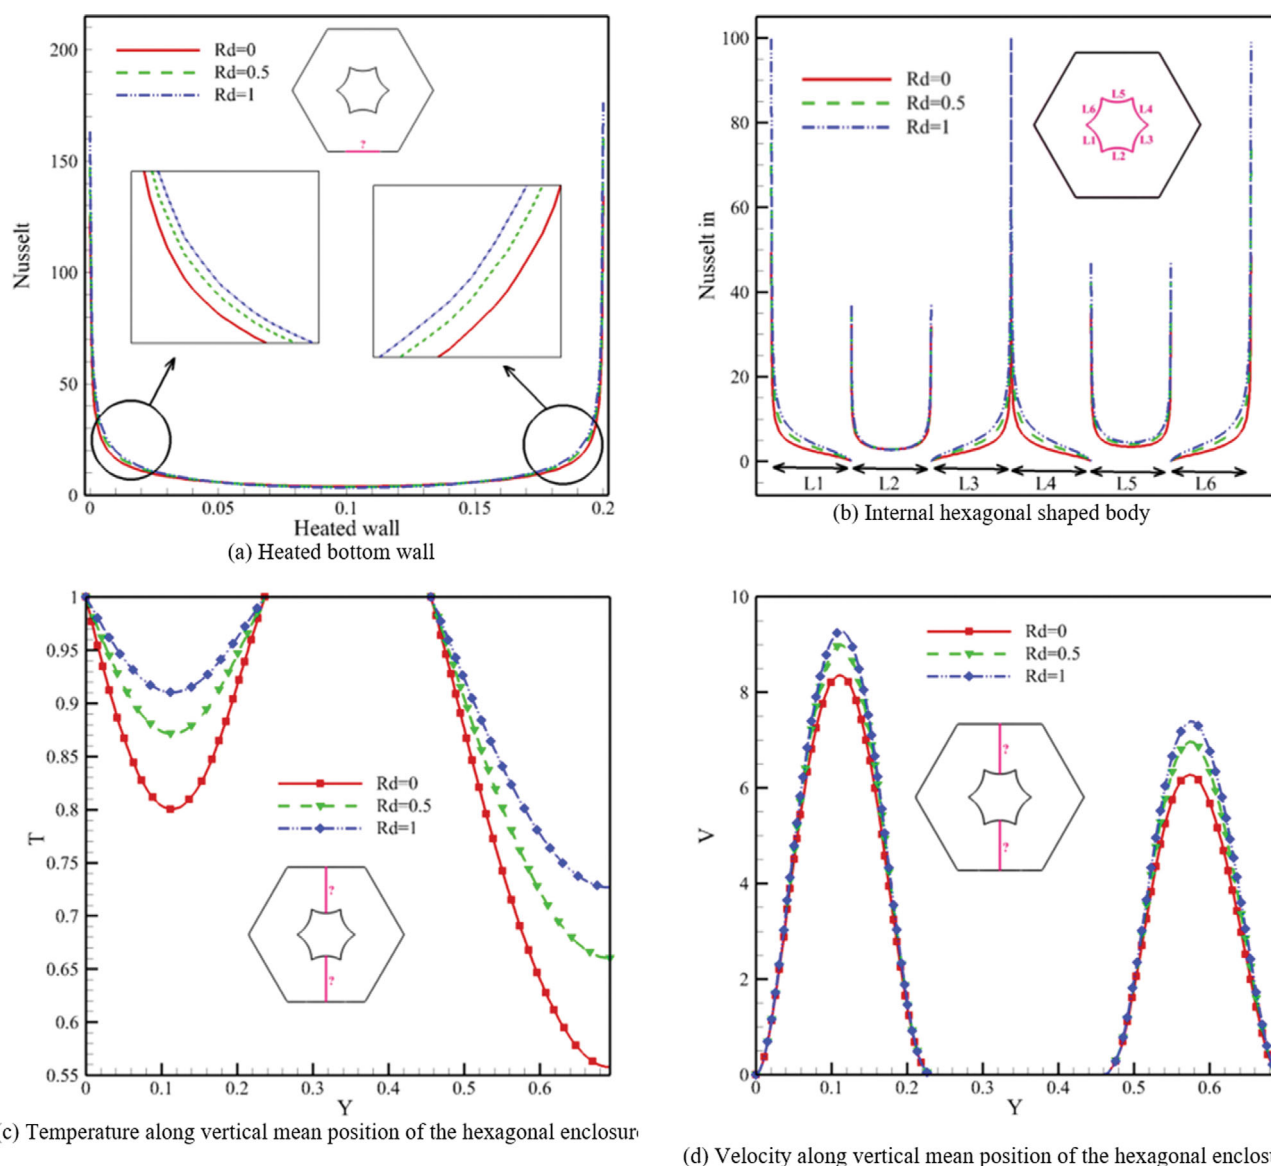 200
150
100
50
0
Nusselt
Rd=0
Rd=0.5
Rd=1
?
0
0.05
0.1
0.15
0.2
Heated wall
(a) Heated bottom wall
100
80
60
40
20
0
Nusselt in
Rd=0
Rd=0.5
Rd=1
L5
L6
L4
L1
L3
L2
L1
L2
L3
L4
L5
L6
(b) Internal hexagonal shaped body
1
0.95
0.9
0.85
0.8
0.75
0.7
0.65
0.6
0.55
T
Rd=0
Rd=0.5
Rd=1
?
?
0
0.1
0.2
0.3
0.4
0.5
0.6
Y
(c) Temperature along vertical mean position of the hexagonal enclosure
10
8
6
4
2
0
V
Rd=0
Rd=0.5
Rd=1
?
?
0
0.1
0.2
0.3
0.4
0.5
0.6
Y
(d) Velocity along vertical mean position of the hexagonal